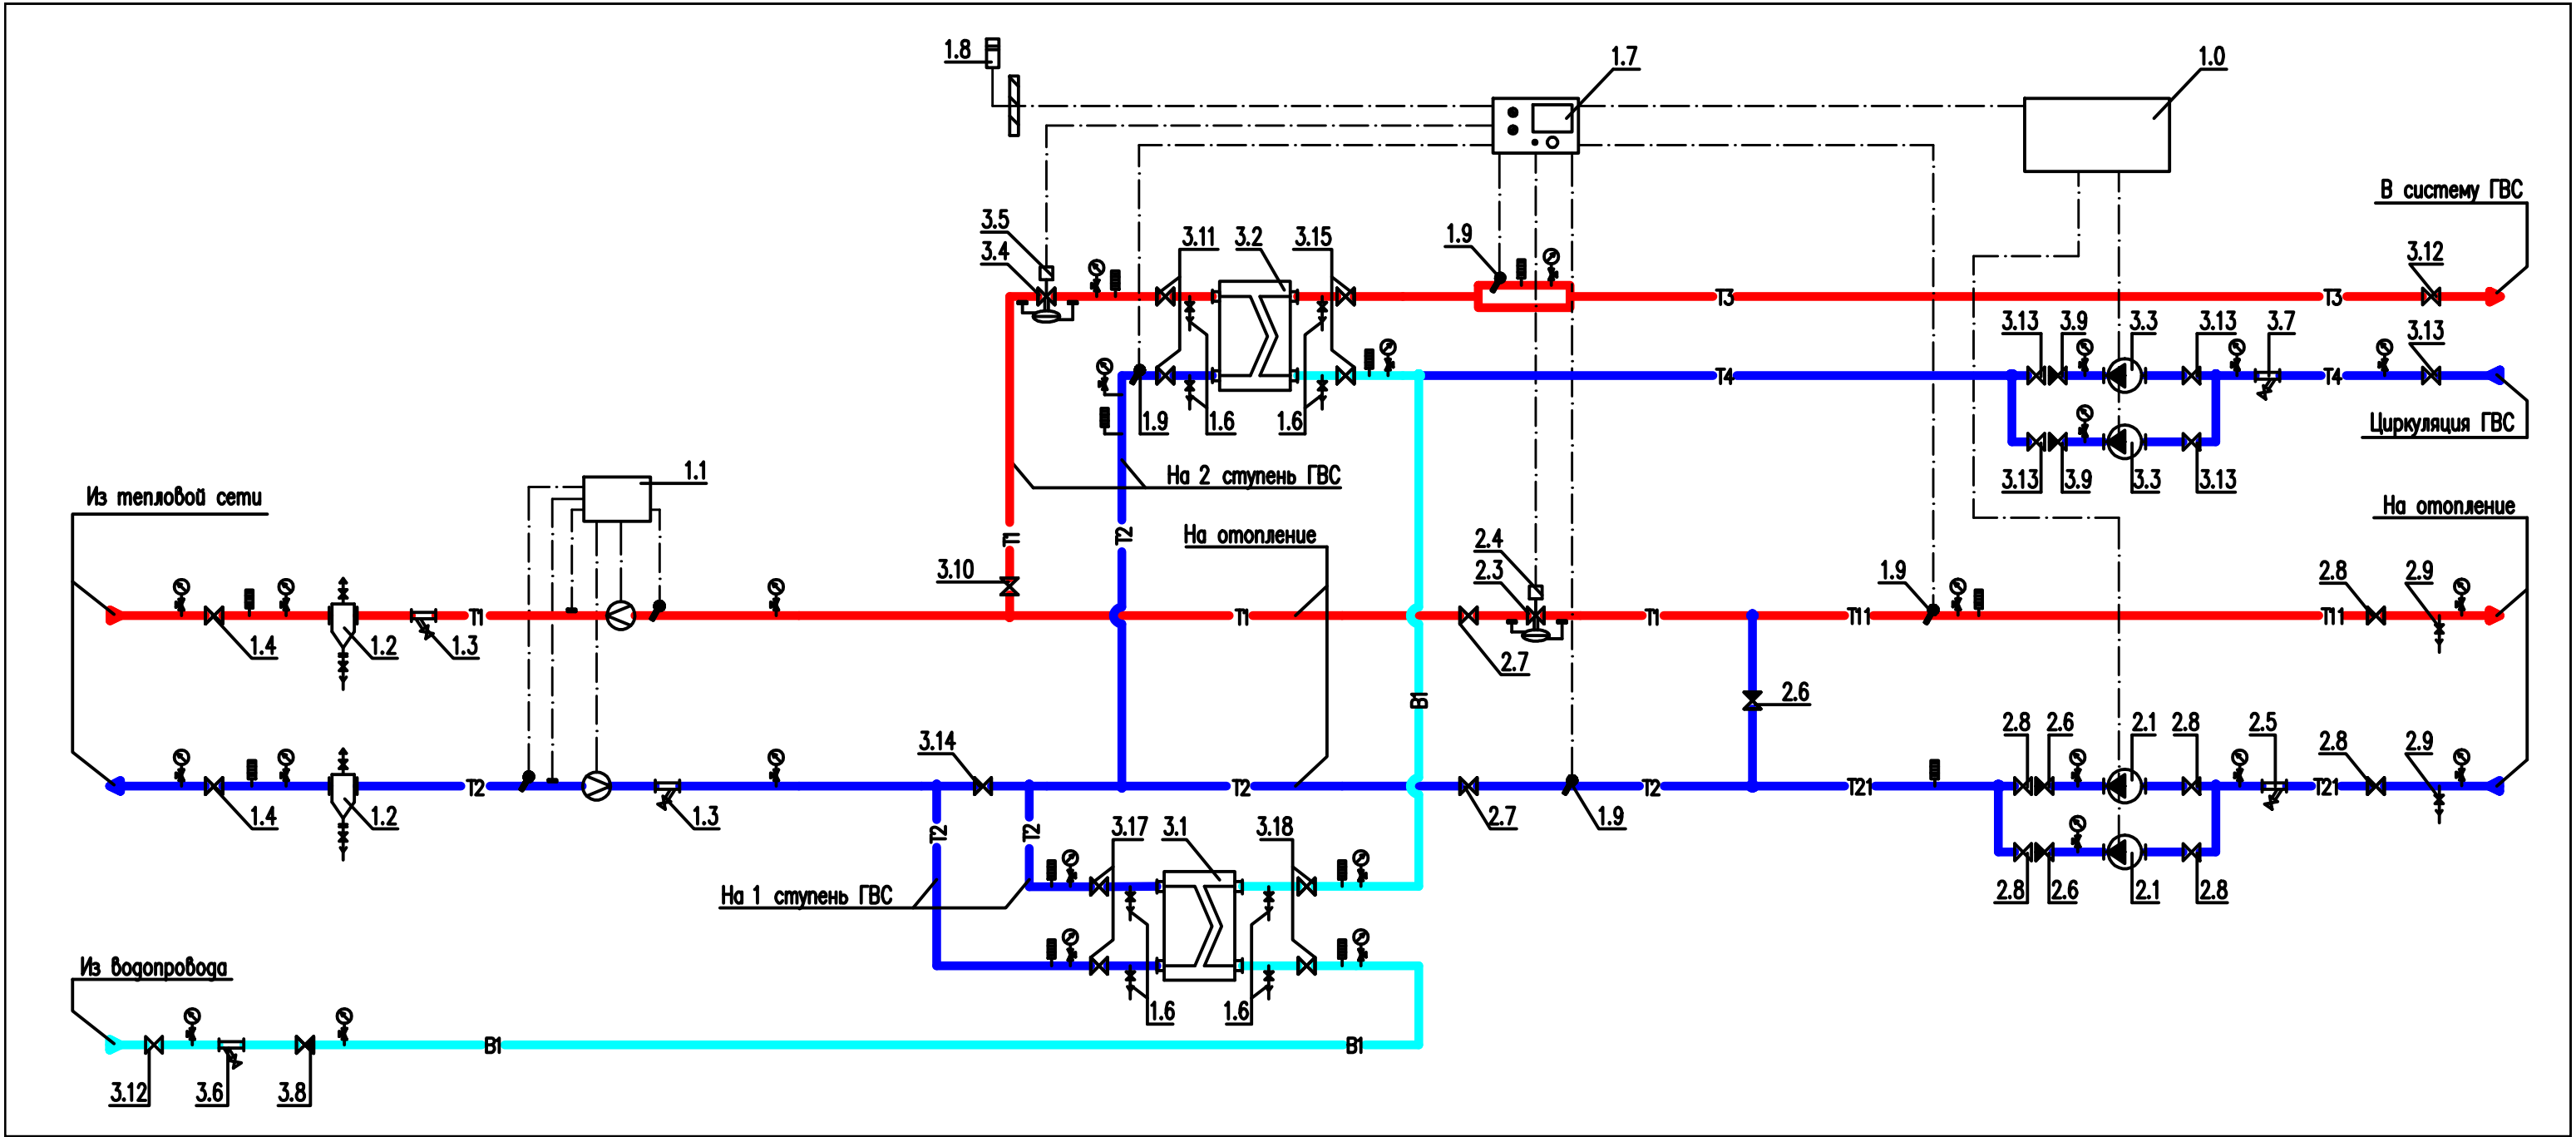 1.8
1.7
1.0
В систему ГВС
3.5
3.4
3.11
3.2
3.15
1.9
3.12
T3
T3
3.13
3.9
3.3
3.13
3.7
3.13
T4
T4
1.9
1.6
1.6
Циркуляция ГВС
1.1
На 2 ступень ГВС
3.13
3.9
3.3
3.13
Из тепловой сети
На отопление
На отопление
T1
T2
2.4
3.10
2.3
1.9
2.8
2.9
T1
T1
T1
T11
T11
1.4
1.2
1.3
2.7
B1
2.6
3.14
2.8
2.6
2.1
2.8
2.5
2.8
2.9
T2
T2
T2
T21
T21
1.4
1.2
1.3
T2
T2
3.17
3.1
3.18
2.7
1.9
На 1 ступень ГВС
2.8
2.6
2.1
2.8
Из водопровода
1.6
1.6
B1
B1
3.12
3.6
3.8